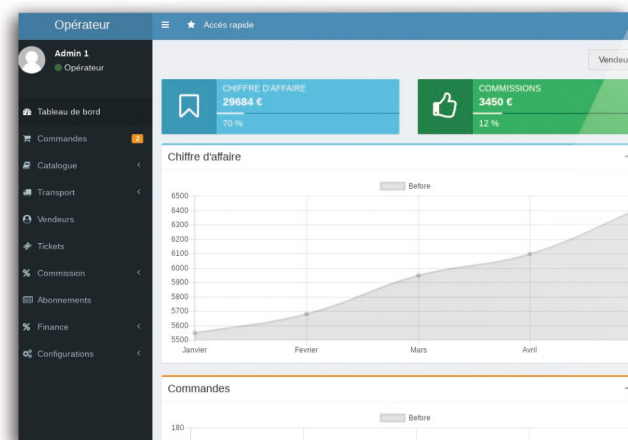 Opérateur
Accés rapide
Admin 1
Opérateur
Vendeu
Tableau de bord
Commandes 2
Catalogue
Transport
Vendeurs
Tickets
Commission
Abonnements
Finance
Configurations
CHIFFRE D'AFFAIRE
29684 €
70 %
COMMISSIONS
3450 €
12 %
Chiffre d'affaire
Before
6500
6400
6300
6200
6100
6000
5900
5800
5700
5600
5500
Janvier Fevrier Mars Avril
Commandes
Before
180